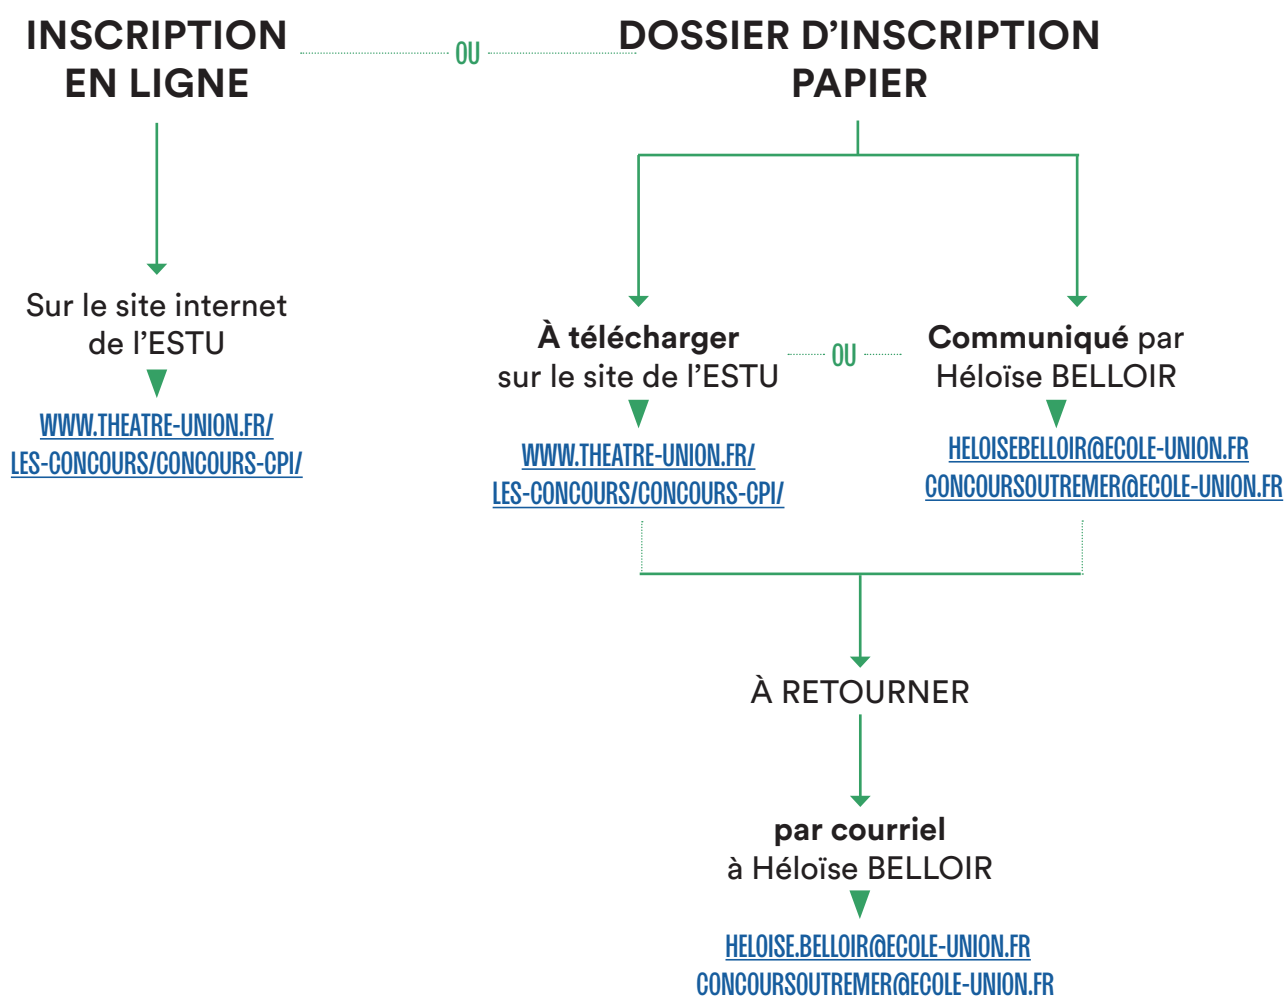 INSCRIPTION
EN LIGNE
OU
DOSSIER D’INSCRIPTION
PAPIER
Sur le site internet
de l’ESTU
WWW.THEATRE-UNION.FR/
LES-CONCOURS/CONCOURS-CPI/
À télécharger
sur le site de l’ESTU
WWW.THEATRE-UNION.FR/
LES-CONCOURS/CONCOURS-CPI/
OU
Communiqué par
Héloïse BELLOIR
HELOISEBELLOIR@ECOLE-UNION.FR
CONCOURSOUTREMER@ECOLE-UNION.FR
À RETOURNER
par courriel
à Héloïse BELLOIR
HELOISE.BELLOIR@ECOLE-UNION.FR
CONCOURSOUTREMER@ECOLE-UNION.FR